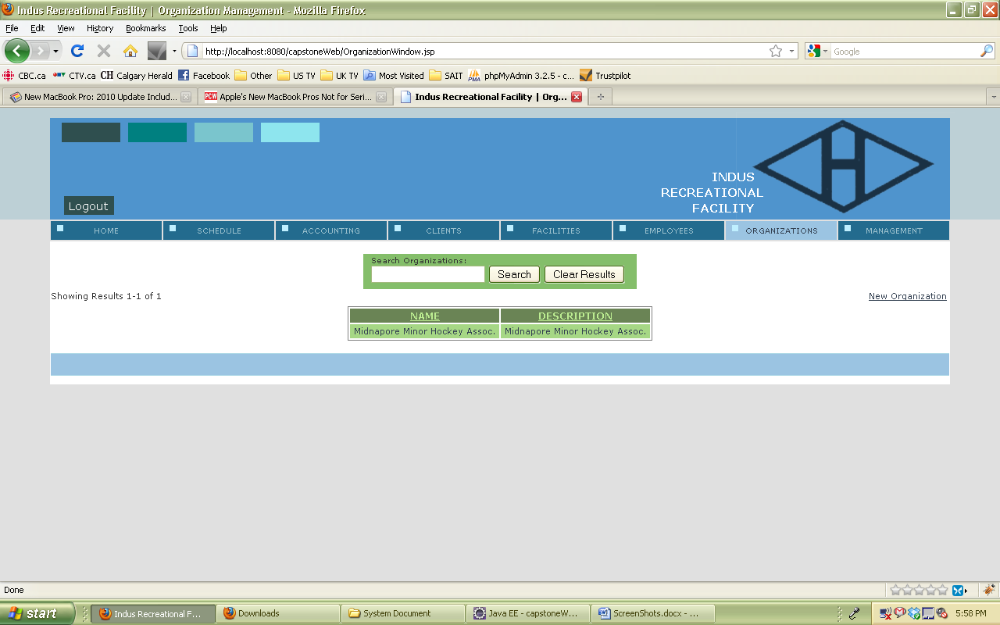 Indus Recreational Facility | Organization Management - Mozilla Firefox
File Edit View History Bookmarks Tools Help
http://localhost:8080/capstoneWeb/OrganizationWindow.jsp
Google
CBC.ca CTV.ca CH Calgary Herald Facebook Other US TV UK TV Most Visited SAIT PMA phpMyAdmin 3.2.5 - c... Trustpilot
New MacBook Pro: 2010 Update Includ... PCW Apple's New MacBook Pros Not for Seri... Indus Recreational Facility | Org...
H
INDUS
RECREATIONAL
FACILITY
Logout
HOME SCHEDULE ACCOUNTING CLIENTS FACILITIES EMPLOYEES ORGANIZATIONS MANAGEMENT
Search Organizations:
Search Clear Results
Showing Results 1-1 of 1 New Organization
NAME DESCRIPTION
Midnapore Minor Hockey Assoc. Midnapore Minor Hockey Assoc.
Done
start Indus Recreational F... Downloads System Document Java EE - capstoneW... ScreenShots.docx - ... 5:58 PM